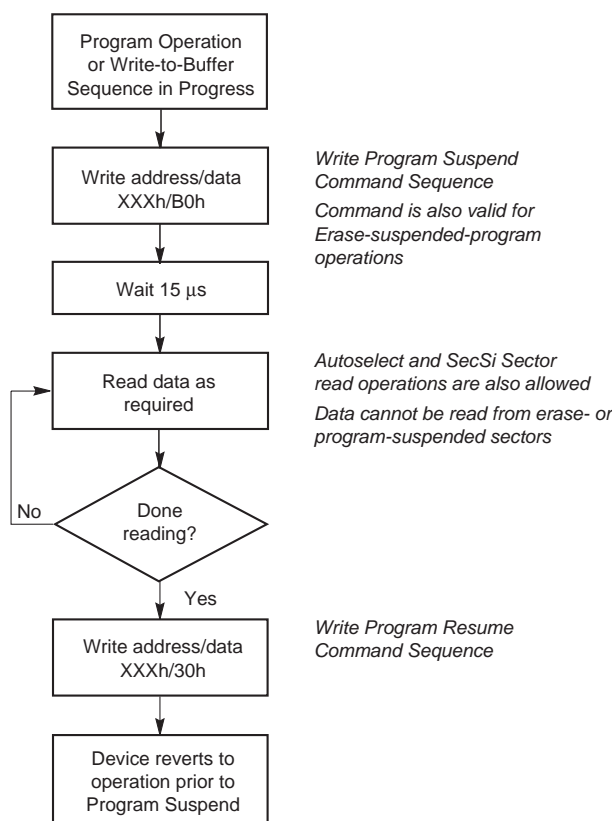 Program Operation
or Write-to-Buffer
Sequence in Progress
Write address/data
XXXh/B0h
Write Program Suspend
Command Sequence
Command is also valid for
Erase-suspended-program
operations
Wait 15 μs
Read data as
required
Autoselect and SecSi Sector
read operations are also allowed
Data cannot be read from erase- or
program-suspended sectors
No
Done
reading?
Yes
Write address/data
XXXh/30h
Write Program Resume
Command Sequence
Device reverts to
operation prior to
Program Suspend